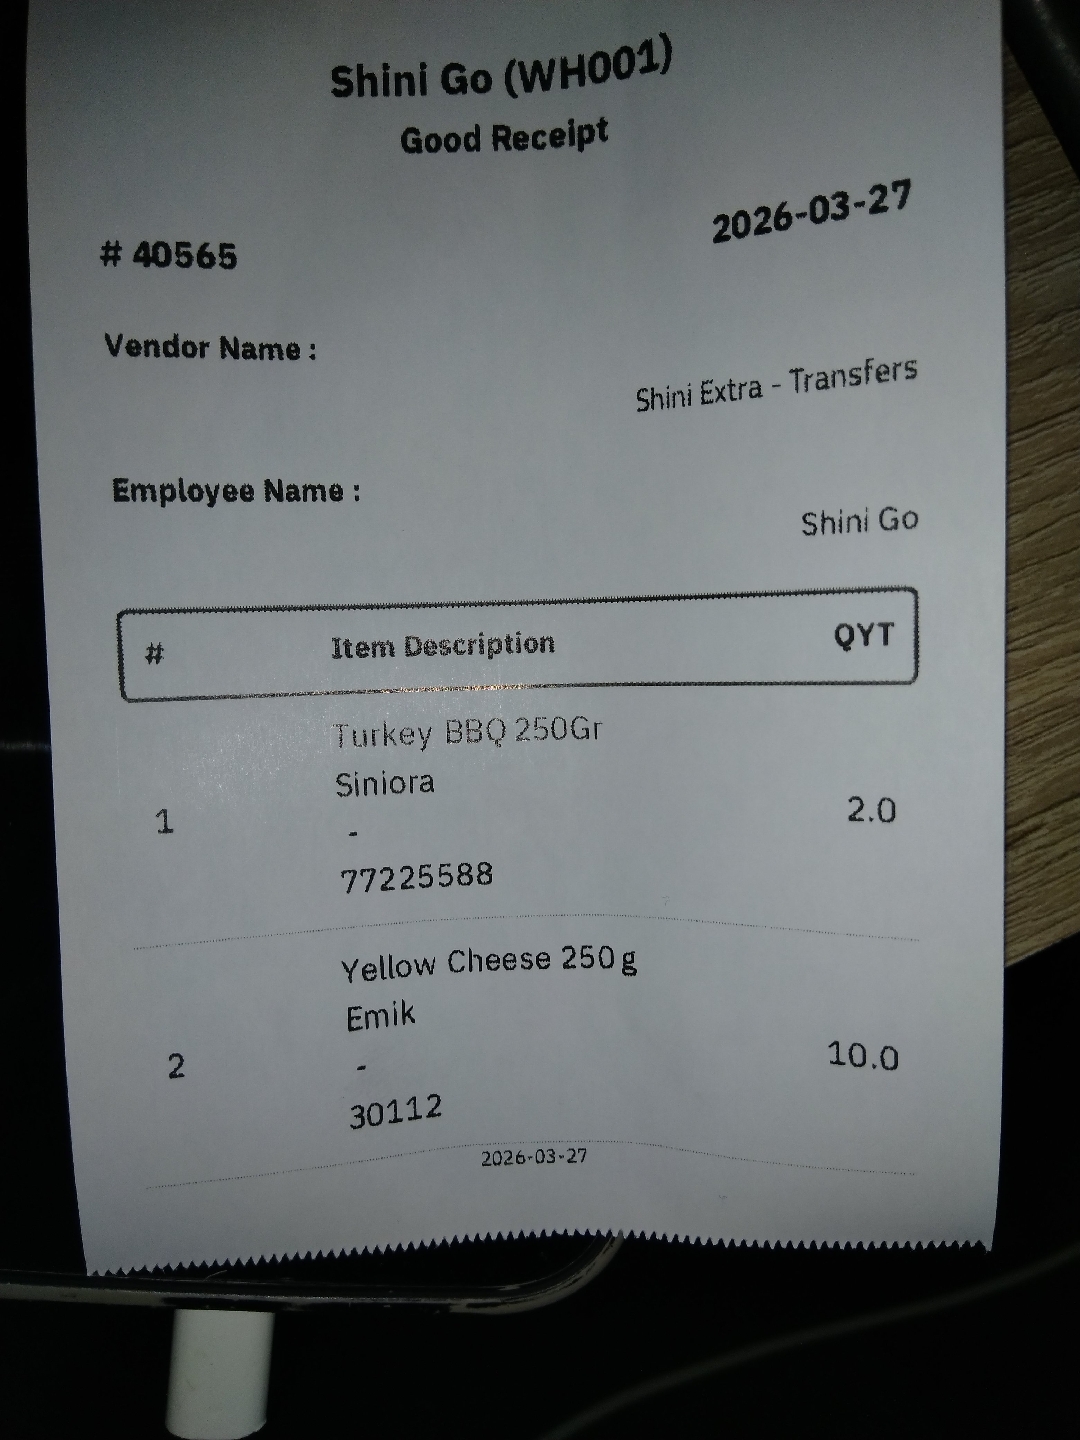 Shini Go (WH001)
Good Receipt
2026-03-27
# 40565
Vendor Name :
Shini Extra - Transfers
Employee Name :
Shini Go
# Item Description QYT
Turkey BBQ 250Gr
Siniora
1 - 2.0
77225588
Yellow Cheese 250g
Emik
2 - 10.0
30112
2026-03-27